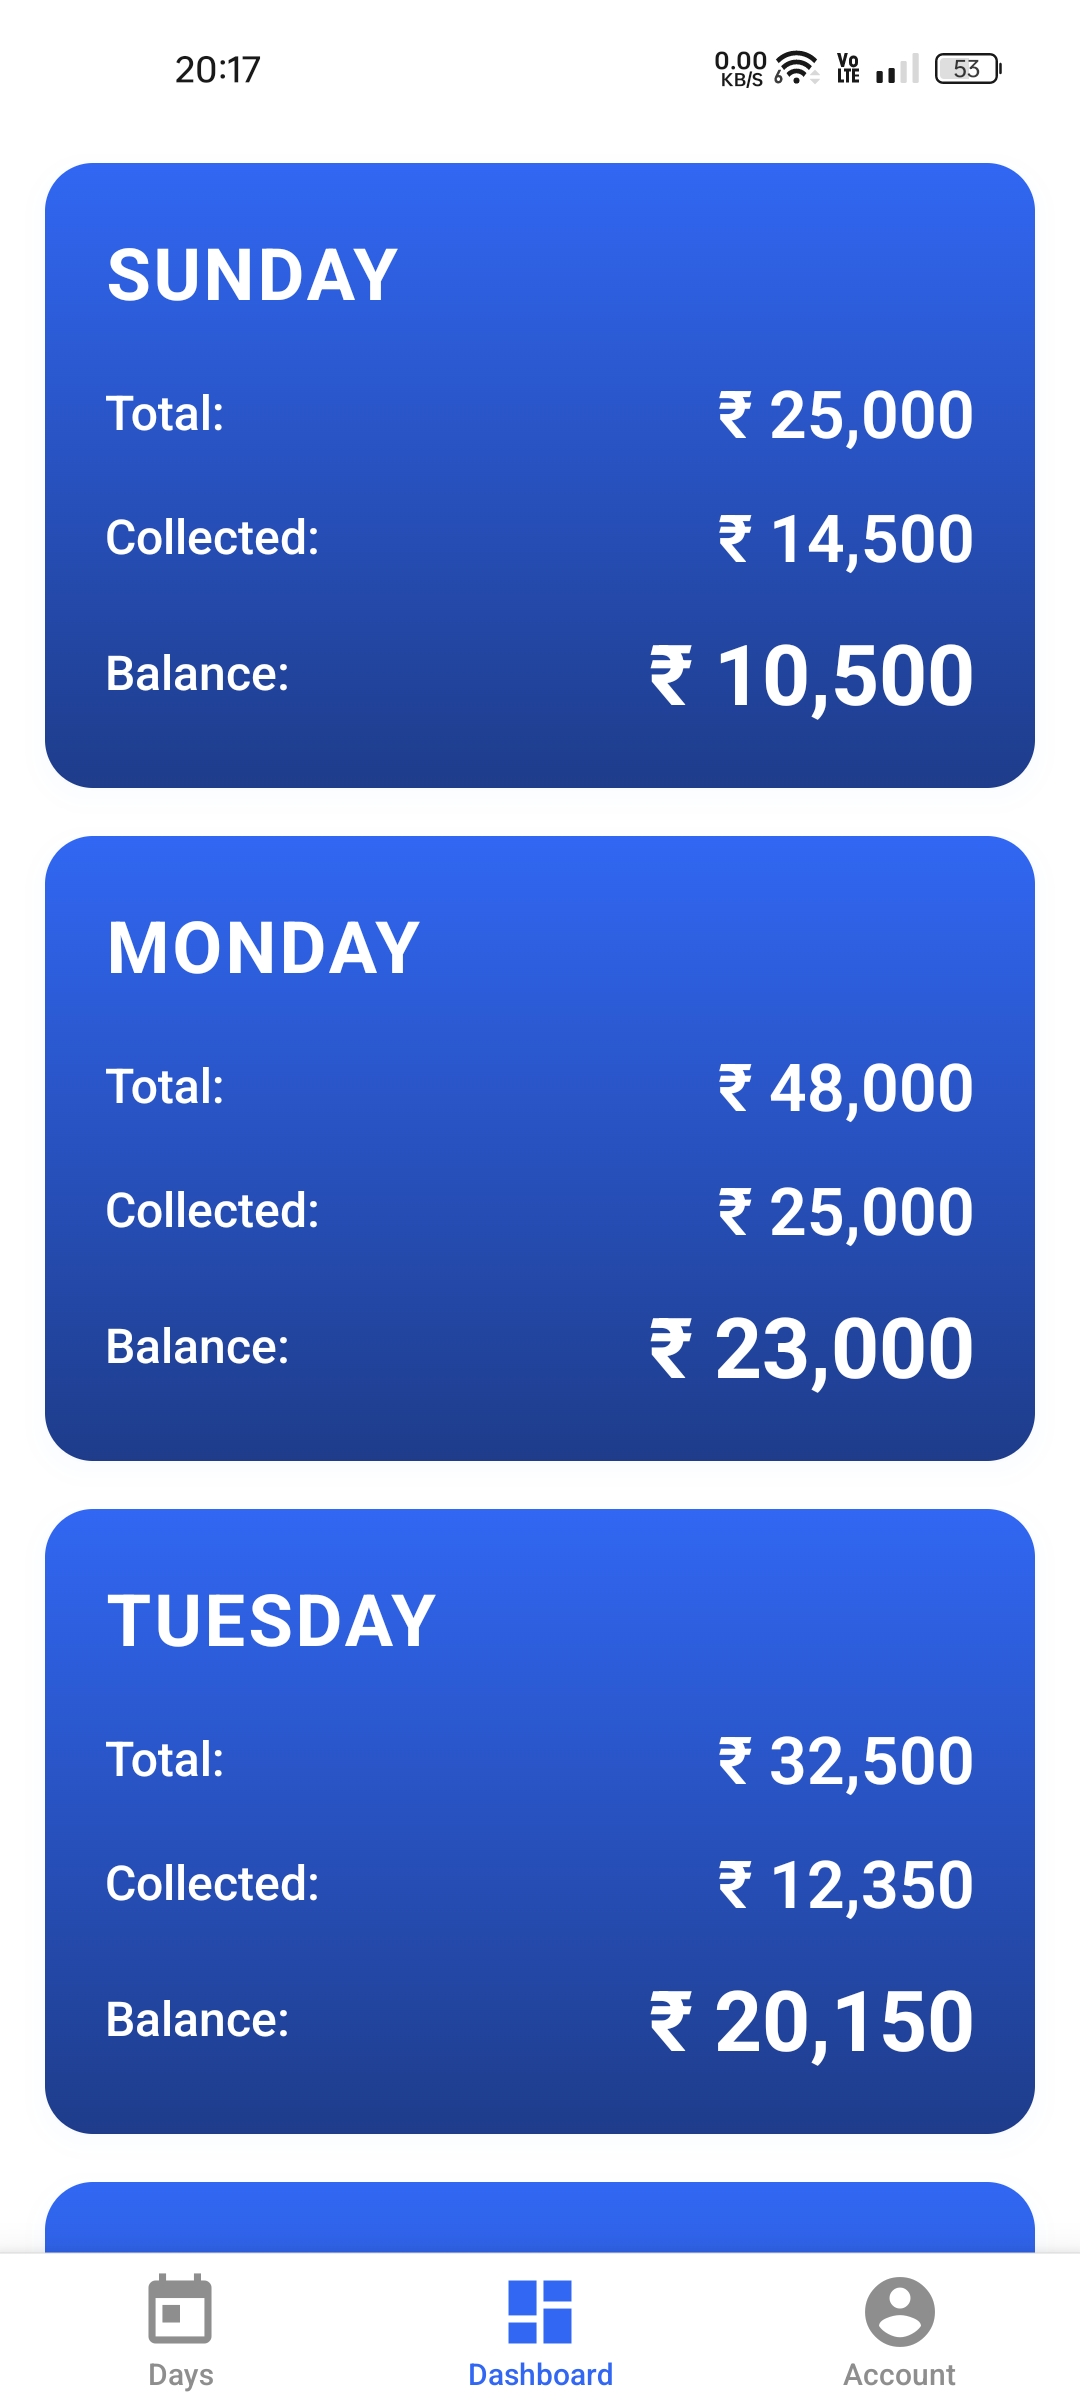 20:17 0.00 KB/S 6 Vo LTE 53
SUNDAY
Total: ₹ 25,000
Collected: ₹ 14,500
Balance: ₹ 10,500
MONDAY
Total: ₹ 48,000
Collected: ₹ 25,000
Balance: ₹ 23,000
TUESDAY
Total: ₹ 32,500
Collected: ₹ 12,350
Balance: ₹ 20,150
Days Dashboard Account